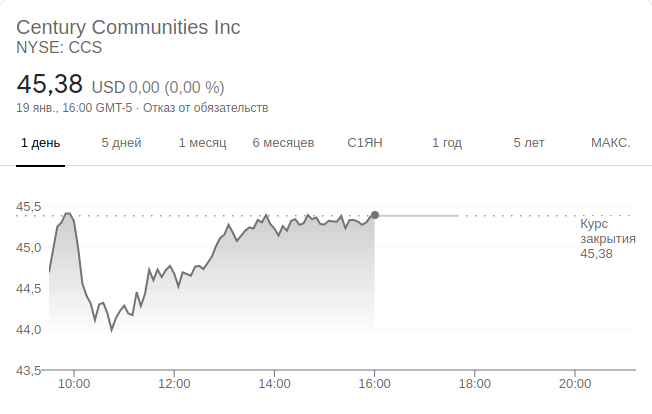 Century Communities Inc
NYSE: CCS
45,38 USD 0,00 (0,00 %)
19 янв., 16:00 GMT-5 · Отказ от обязательств
1 день 5 дней 1 месяц 6 месяцев С1ЯН 1 год 5 лет МАКС.
45,5
Курс
закрытия
45,38
45,0
44,5
44,0
43,5
10:00 12:00 14:00 16:00 18:00 20:00